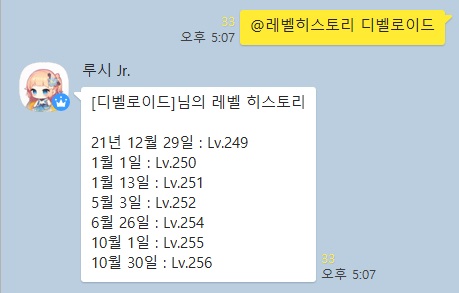 33
오후 5:07
@레벨히스토리 디벨로이드
루시 Jr.
[디벨로이드]님의 레벨 히스토리
21년 12월 29일 : Lv.249
1월 1일 : Lv.250
1월 13일 : Lv.251
5월 3일 : Lv.252
6월 26일 : Lv.254
10월 1일 : Lv.255
10월 30일 : Lv.256
33
오후 5:07